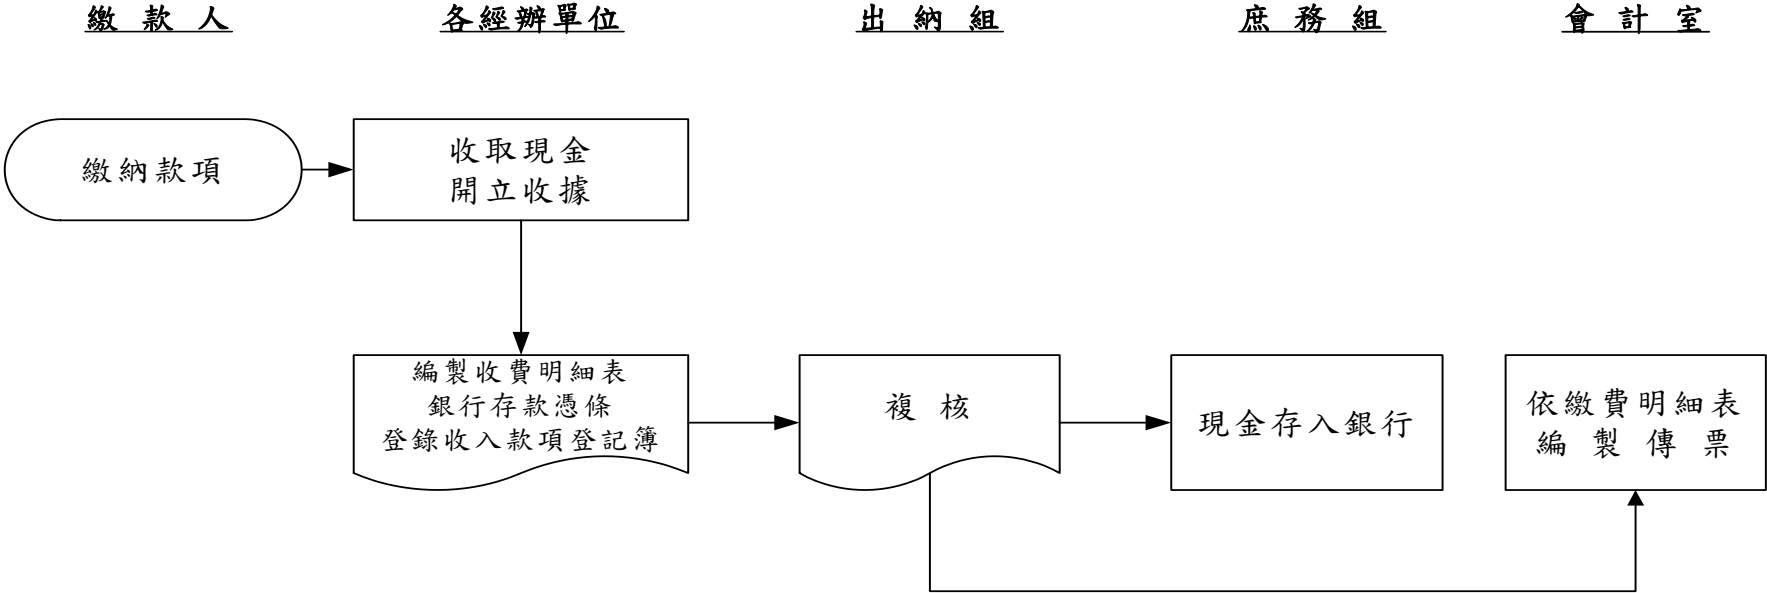 繳 款 人
各經辦單位
出 納 組
庶 務 組
會 計 室
繳納款項
收取現金
開立收據
編製收費明細表
銀行存款憑條
登錄收入款項登記簿
複 核
現金存入銀行
依繳費明細表
編 製 傳 票